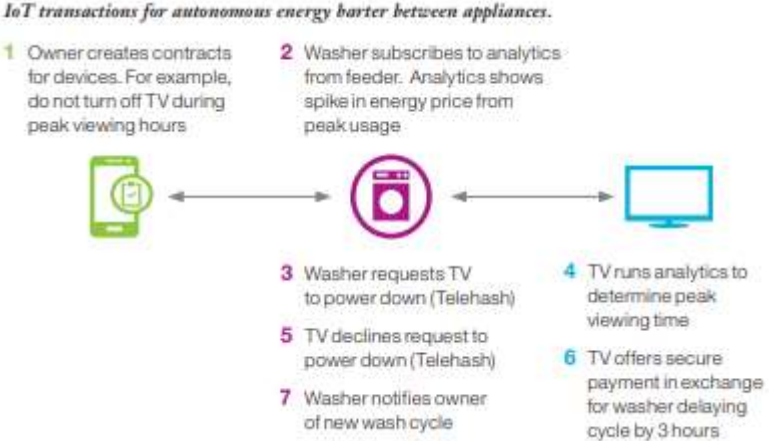 IoT transactions for autonomous energy barter between appliances.
1 Owner creates contracts
for devices. For example,
do not turn off TV during
peak viewing hours
2 Washer subscribes to analytics
from feeder. Analytics shows
spike in energy price from
peak usage
3 Washer requests TV
to power down (Telehash)
5 TV declines request to
power down (Telehash)
7 Washer notifies owner
of new wash cycle
4 TV runs analytics to
determine peak
viewing time
6 TV offers secure
payment in exchange
for washer delaying
cycle by 3 hours